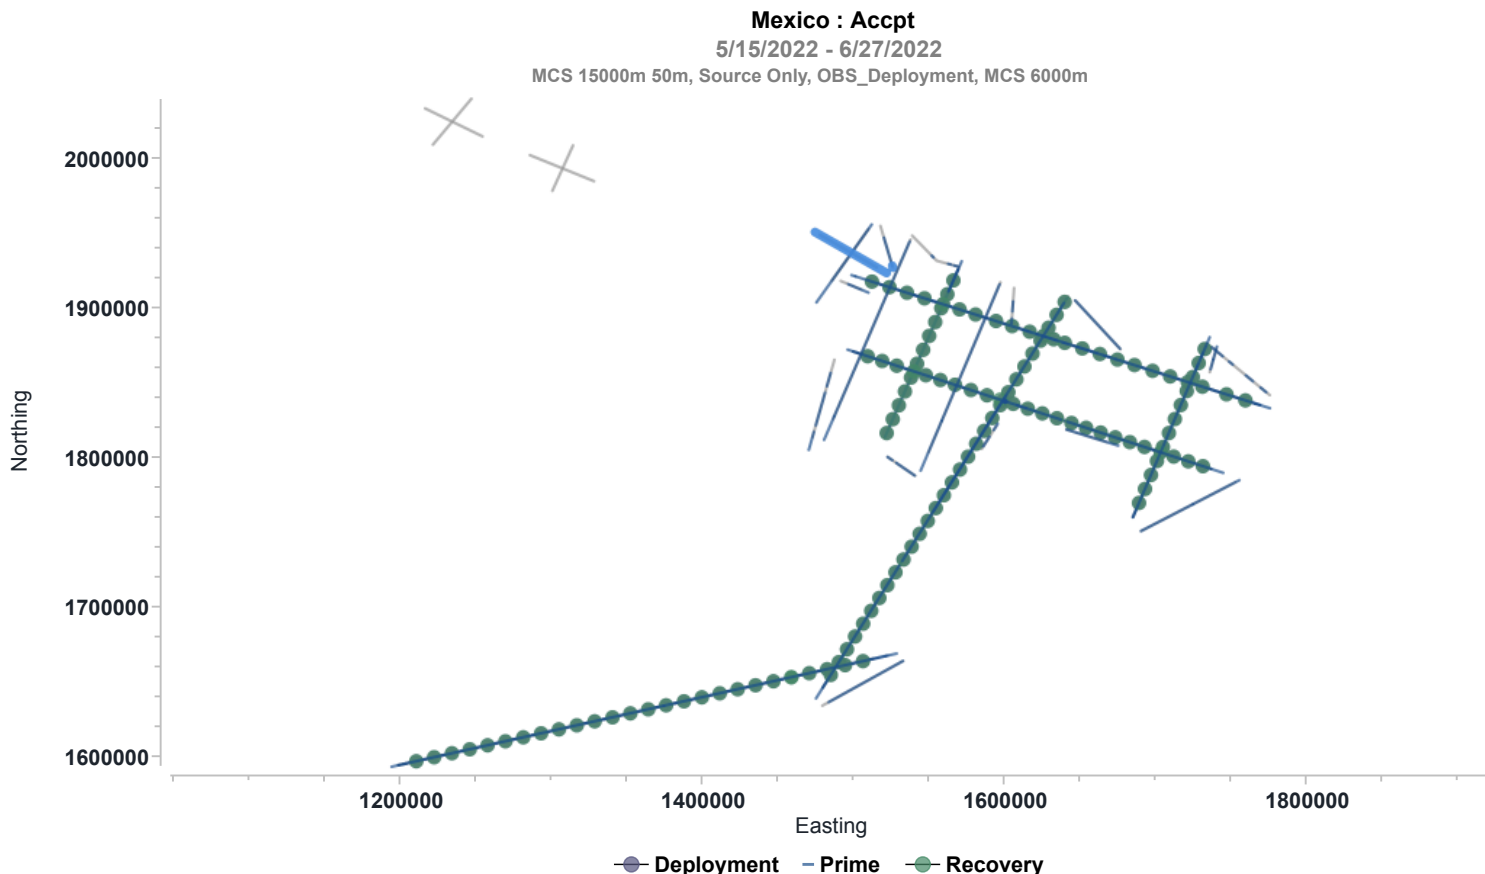 Mexico : Accpt
5/15/2022 - 6/27/2022
MCS 15000m 50m, Source Only, OBS_Deployment, MCS 6000m
Northing
2000000
1900000
1800000
1700000
1600000
1200000 1400000 1600000 1800000
Easting
Deployment Prime Recovery